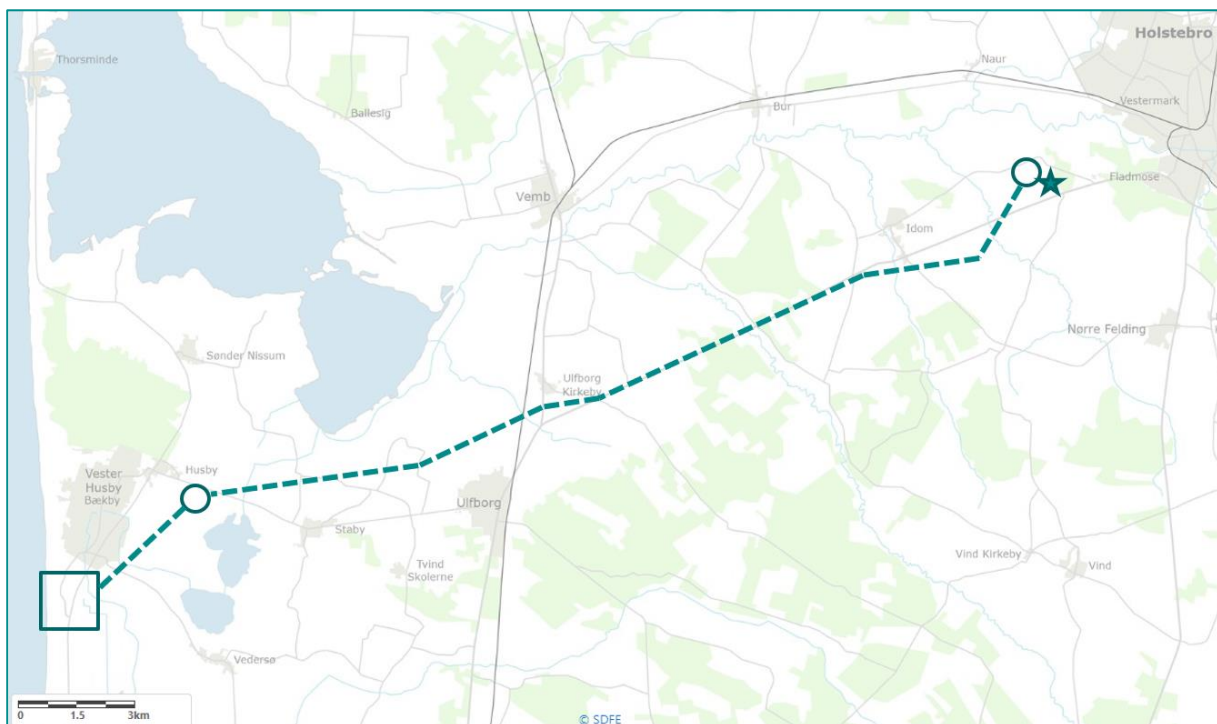 Holstebro
Thorsminde
Naur
Vestermark
Ballesig
Bur
Fladmose
Vemb
Idom
Nørre Felding
Sønder Nissum
Ulfborg
Kirkeby
Vester
Husby
Bækby
Husby
Ulfborg
Staby
Tvind
Skolerne
Vind Kirkeby
Vind
Vedersø
0 1.5 3km
© SDFE